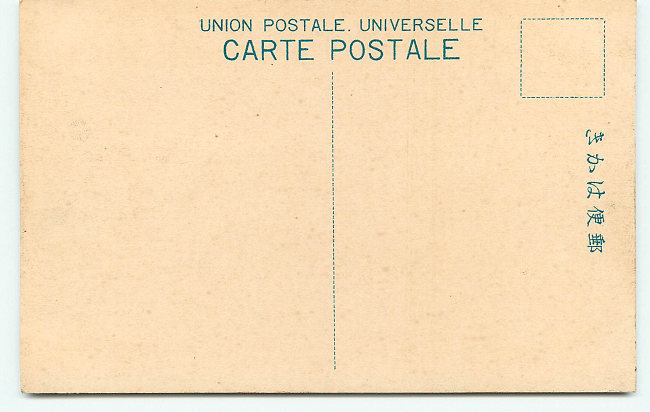 UNION POSTALE. UNIVERSELLE
CARTE POSTALE
きかは便郵